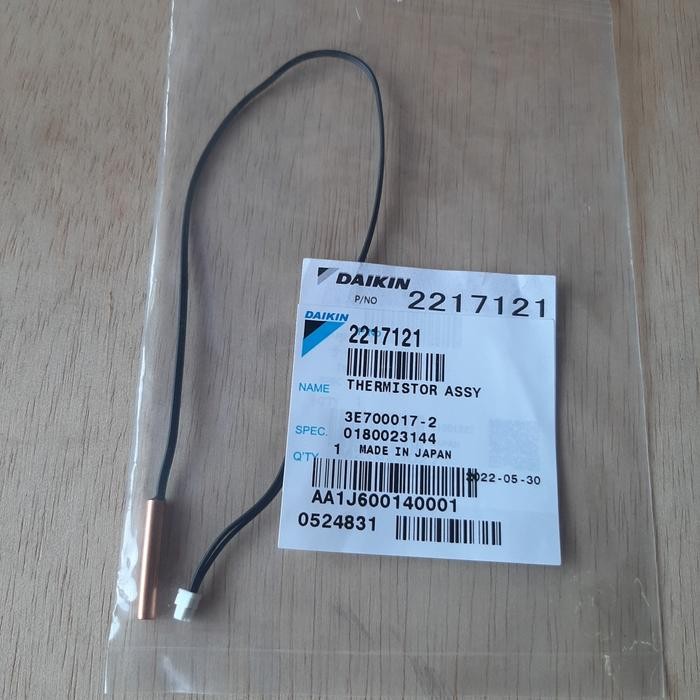 DAIKIN
P/NO 2217121
DAIKIN
2217121
NAME THERMISTOR ASSY
3E700017-2
SPEC. 0180023144
Q'TY 1 MADE IN JAPAN
2022-05-30
AA1J600140001
0524831